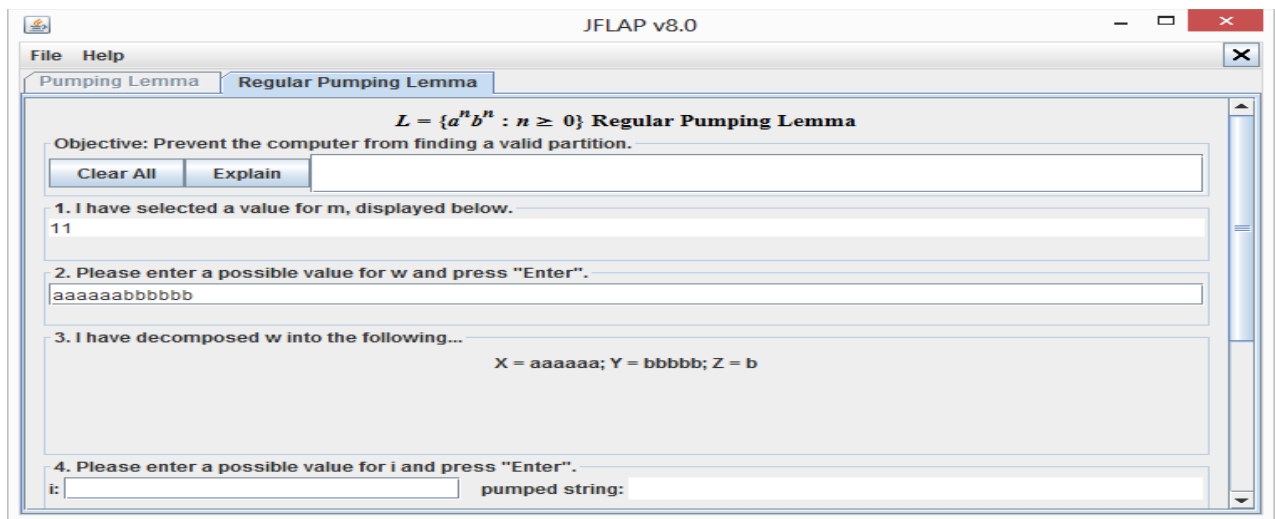 JFLAP v8.0
File Help
Pumping Lemma Regular Pumping Lemma
L = {aⁿbⁿ : n ≥ 0} Regular Pumping Lemma
Objective: Prevent the computer from finding a valid partition.
Clear All Explain
1. I have selected a value for m, displayed below.
11
2. Please enter a possible value for w and press "Enter".
aaaaaabbbbbb
3. I have decomposed w into the following...
X = aaaaaa; Y = bbbbb; Z = b
4. Please enter a possible value for i and press "Enter".
i: pumped string: